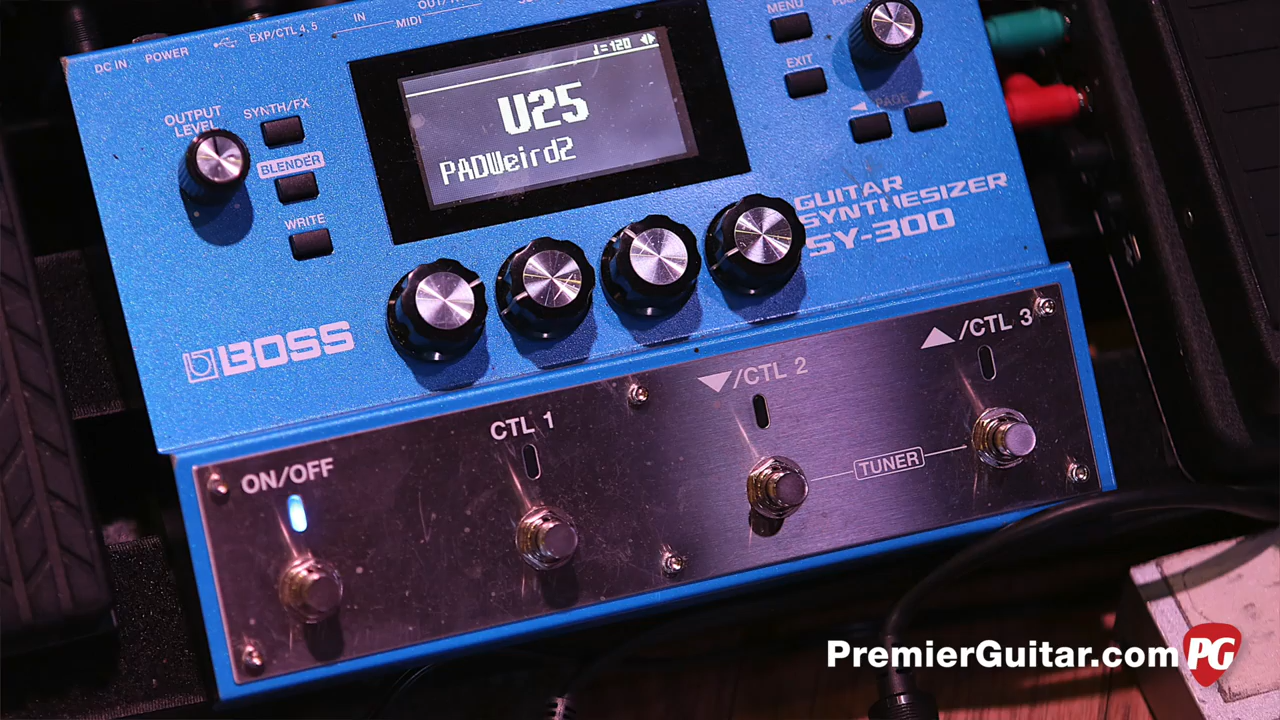 DC IN
POWER
EXP/CTL 4, 5
IN
MIDI
MENU
EXIT
PAGE
OUTPUT
LEVEL
SYNTH/FX
BLENDER
WRITE
♩=120
U25
PADWeird2
GUITAR
SYNTHESIZER
SY-300
BOSS
ON/OFF
CTL 1
▼/CTL 2
▲/CTL 3
TUNER
PremierGuitar.com PG